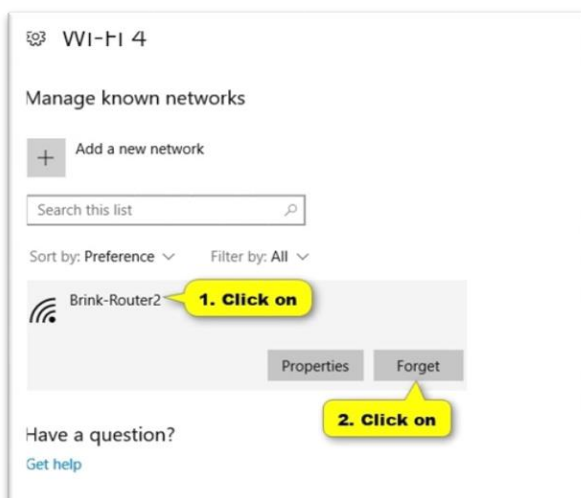 Wi-Fi 4
Manage known networks
+ Add a new network
Search this list
Sort by: Preference Filter by: All
Brink-Router2 1. Click on
Properties Forget
2. Click on
Have a question?
Get help